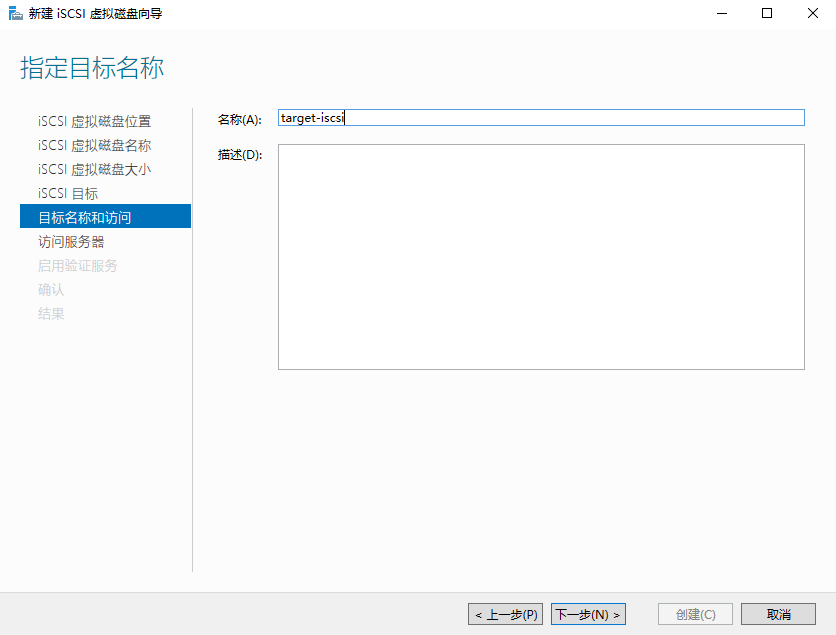 新建 iSCSI 虚拟磁盘向导
指定目标名称
iSCSI 虚拟磁盘位置
iSCSI 虚拟磁盘名称
iSCSI 虚拟磁盘大小
iSCSI 目标
目标名称和访问
访问服务器
启用验证服务
确认
结果
名称(A): target-iscsi
描述(D):
< 上一步(P) 下一步(N) > 创建(C) 取消